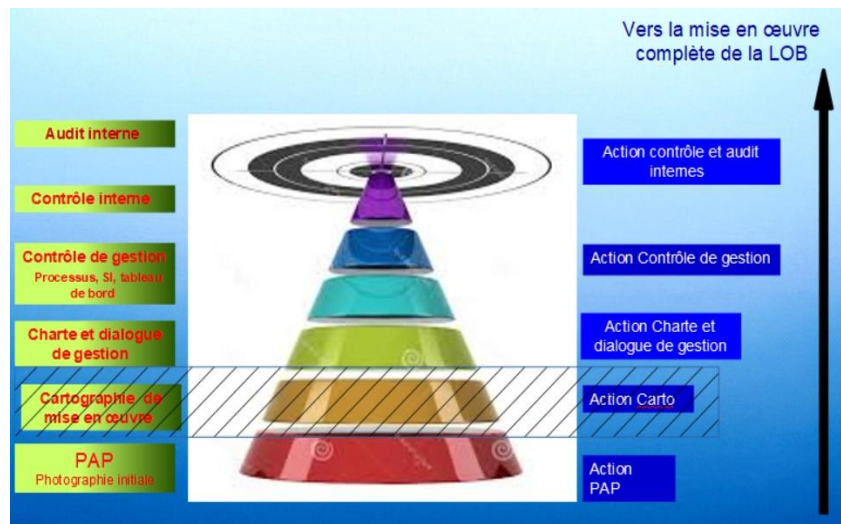 Vers la mise en œuvre
complète de la LOB
Audit interne
Action contrôle et audit
internes
Contrôle interne
Contrôle de gestion
Processus, SI, tableau
de bord
Action Contrôle de gestion
Charte et dialogue
de gestion
Action Charte et
dialogue de gestion
Cartographie de
mise en œuvre
Action Carto
PAP
Photographie initiale
Action
PAP